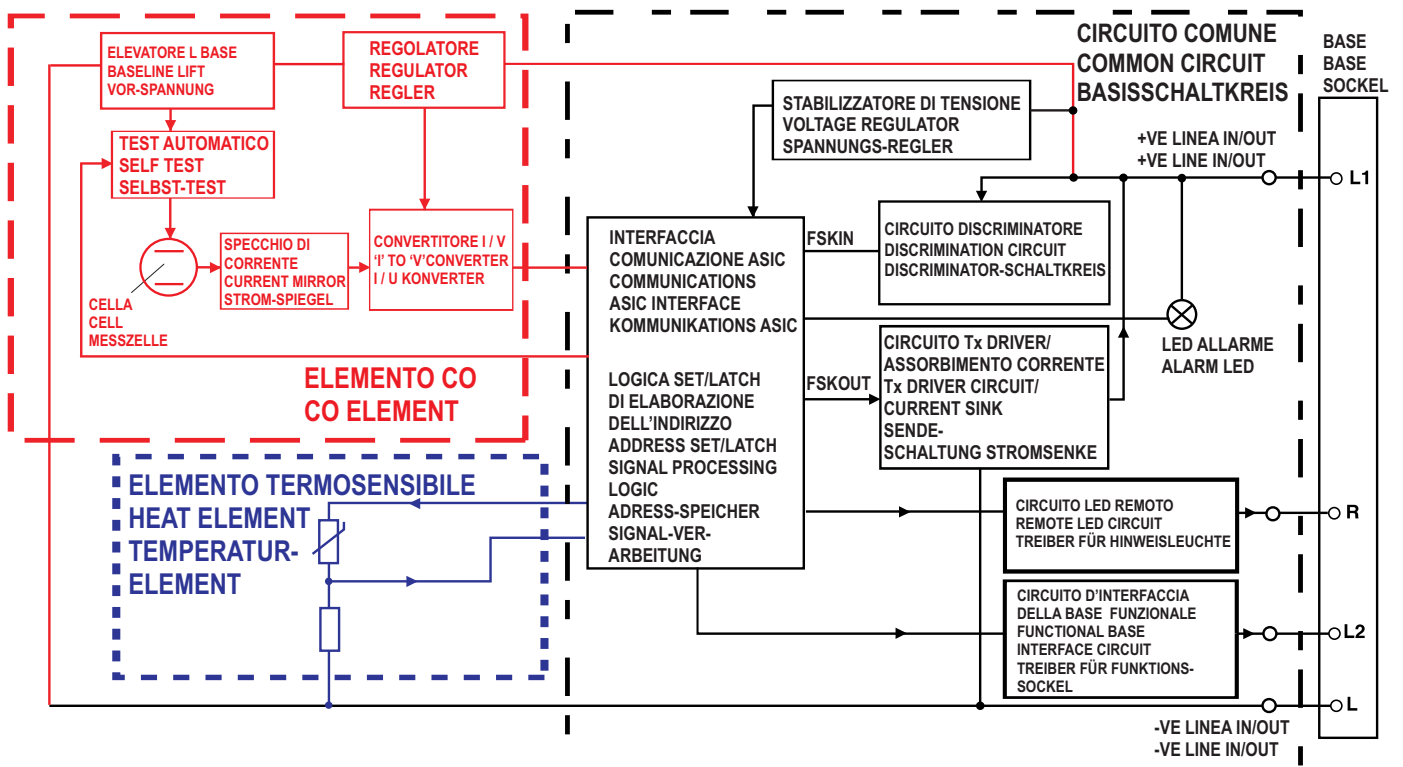 ELEVATORE L BASE
BASELINE LIFT
VOR-SPANNUNG
REGOLATORE
REGULATOR
REGLER
TEST AUTOMATICO
SELF TEST
SELBST-TEST
SPECCHIO DI
CORRENTE
CURRENT MIRROR
STROM-SPIEGEL
CONVERTITORE I / V
'I' TO 'V'CONVERTER
I / U KONVERTER
CELLA
CELL
MESSZELLE
ELEMENTO CO
CO ELEMENT
ELEMENTO TERMOSENSIBILE
HEAT ELEMENT
TEMPERATUR-
ELEMENT
CIRCUITO COMUNE
COMMON CIRCUIT
BASISSCHALTKREIS
STABILIZZATORE DI TENSIONE
VOLTAGE REGULATOR
SPANNUNGS-REGLER
INTERFACCIA
COMUNICAZIONE ASIC
COMMUNICATIONS
ASIC INTERFACE
KOMMUNIKATIONS ASIC
LOGICA SET/LATCH
DI ELABORAZIONE
DELL'INDIRIZZO
ADDRESS SET/LATCH
SIGNAL PROCESSING
LOGIC
ADRESS-SPEICHER
SIGNAL-VER-
ARBEITUNG
FSKIN
CIRCUITO DISCRIMINATORE
DISCRIMINATION CIRCUIT
DISCRIMINATOR-SCHALTKREIS
FSKOUT
CIRCUITO Tx DRIVER/
ASSORBIMENTO CORRENTE
Tx DRIVER CIRCUIT/
CURRENT SINK
SENDE-
SCHALTUNG STROMSENKE
LED ALLARME
ALARM LED
CIRCUITO LED REMOTO
REMOTE LED CIRCUIT
TREIBER FÜR HINWEISLEUCHTE
CIRCUITO D'INTERFACCIA
DELLA BASE FUNZIONALE
FUNCTIONAL BASE
INTERFACE CIRCUIT
TREIBER FÜR FUNKTIONS-
SOCKEL
+VE LINEA IN/OUT
+VE LINE IN/OUT
-VE LINEA IN/OUT
-VE LINE IN/OUT
BASE
BASE
SOCKEL
L1
R
L2
L